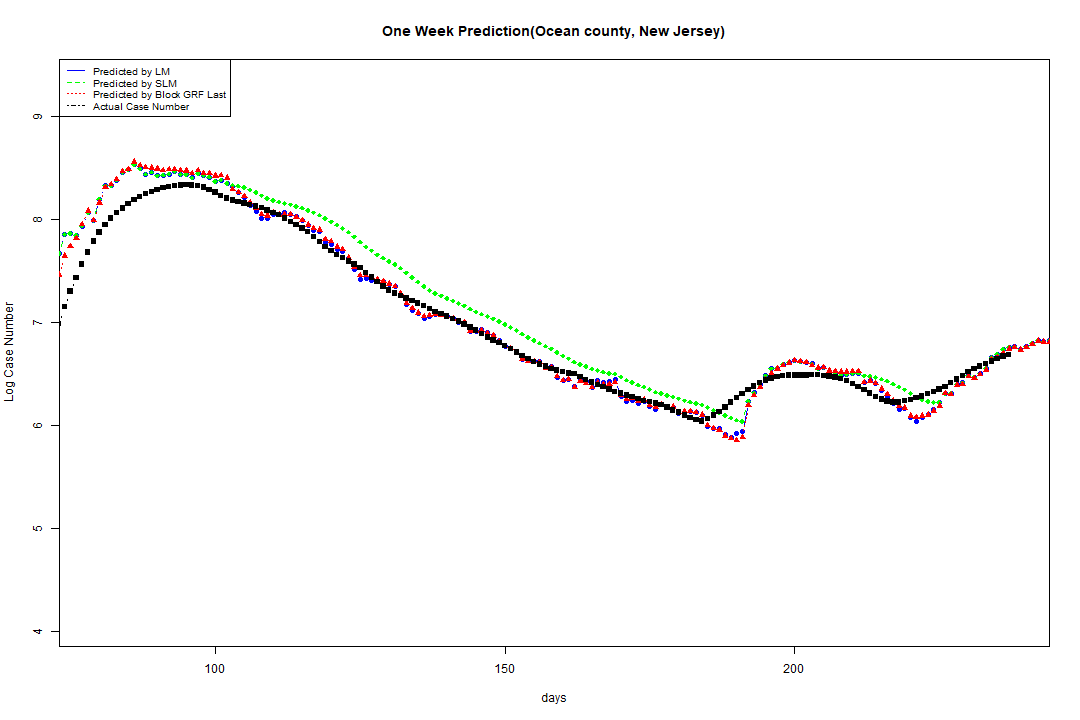 One Week Prediction(Ocean county, New Jersey)
Predicted by LM
Predicted by SLM
Predicted by Block GRF Last
Actual Case Number
9
8
7
6
5
4
Log Case Number
100
150
200
days